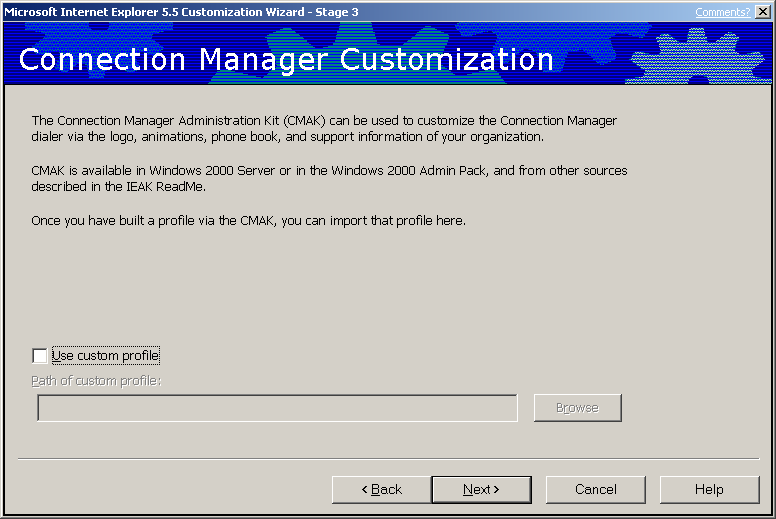 Microsoft Internet Explorer 5.5 Customization Wizard - Stage 3
Comments?
Connection Manager Customization
The Connection Manager Administration Kit (CMAK) can be used to customize the Connection Manager
dialer via the logo, animations, phone book, and support information of your organization.
CMAK is available in Windows 2000 Server or in the Windows 2000 Admin Pack, and from other sources
described in the IEAK ReadMe.
Once you have built a profile via the CMAK, you can import that profile here.
Use custom profile
Path of custom profile:
Browse
< Back
Next >
Cancel
Help